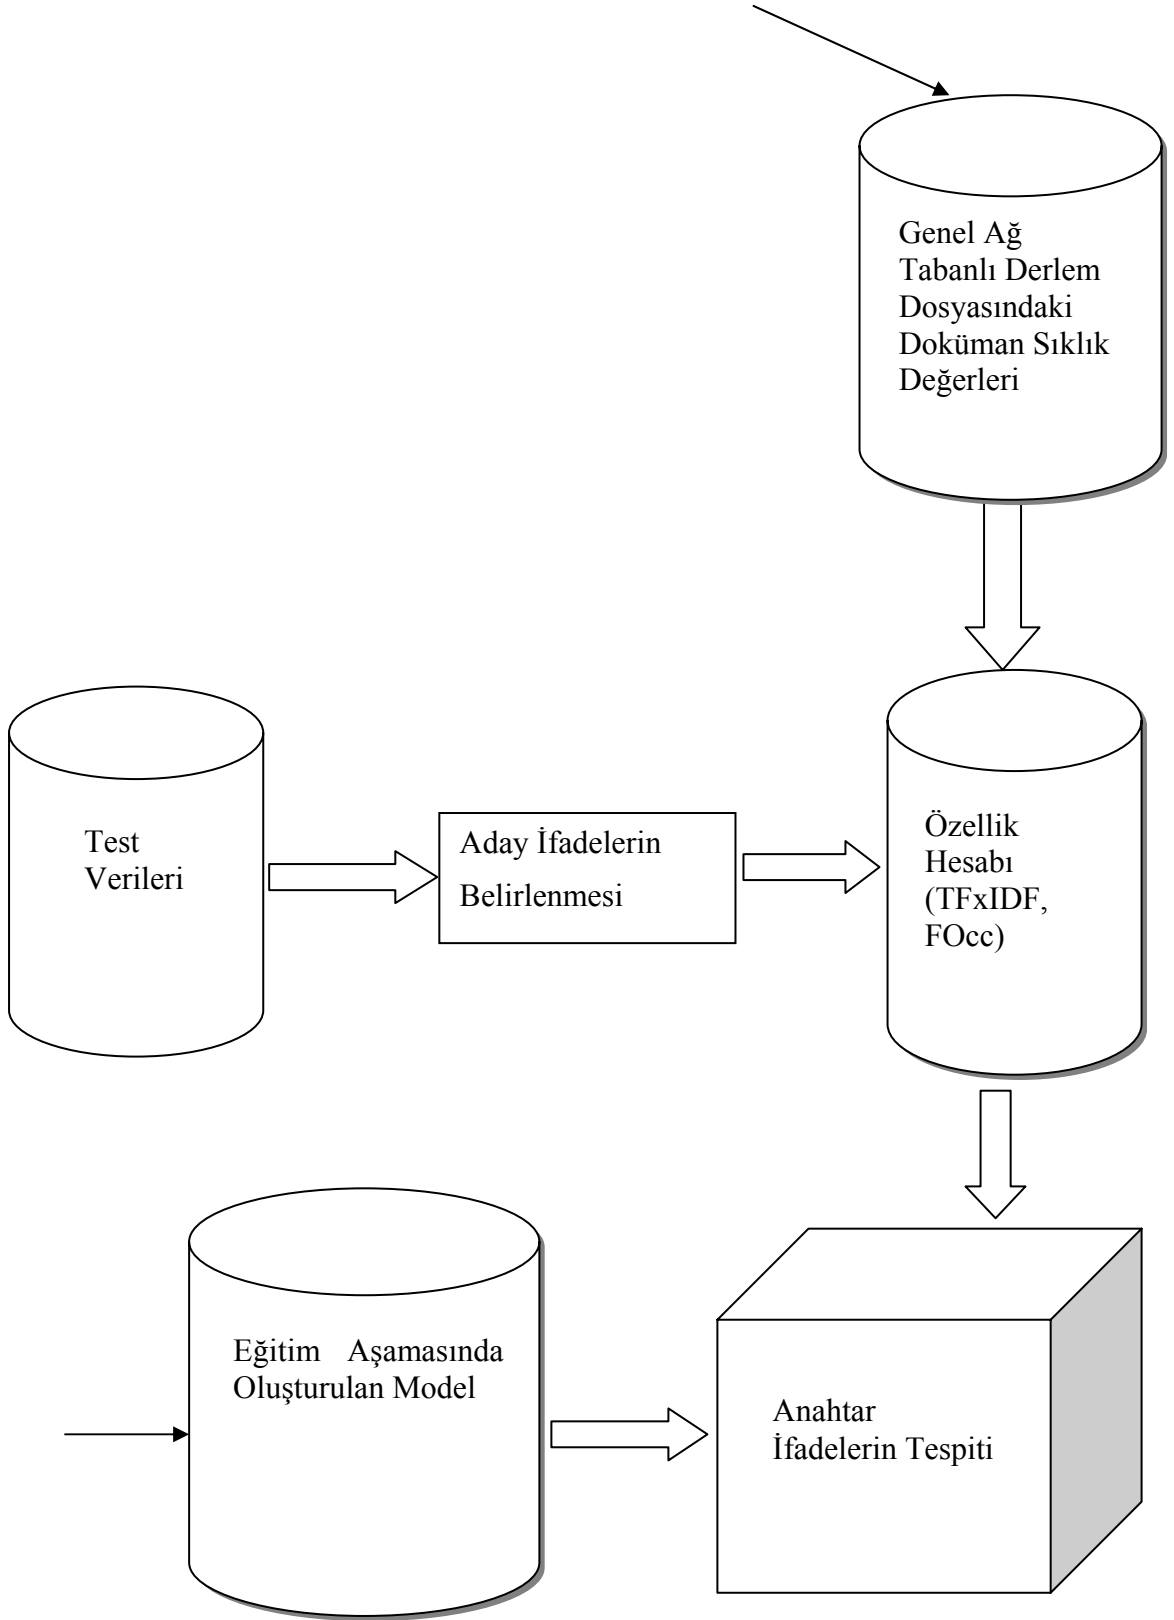 Genel Ağ
Tabanlı Derlem
Dosyasındaki
Doküman Sıklık
Değerleri
Test
Verileri
Aday İfadelerin
Belirlenmesi
Özellik
Hesabı
(TFxIDF,
FOcc)
Eğitim Aşamasında
Oluşturulan Model
Anahtar
İfadelerin Tespiti